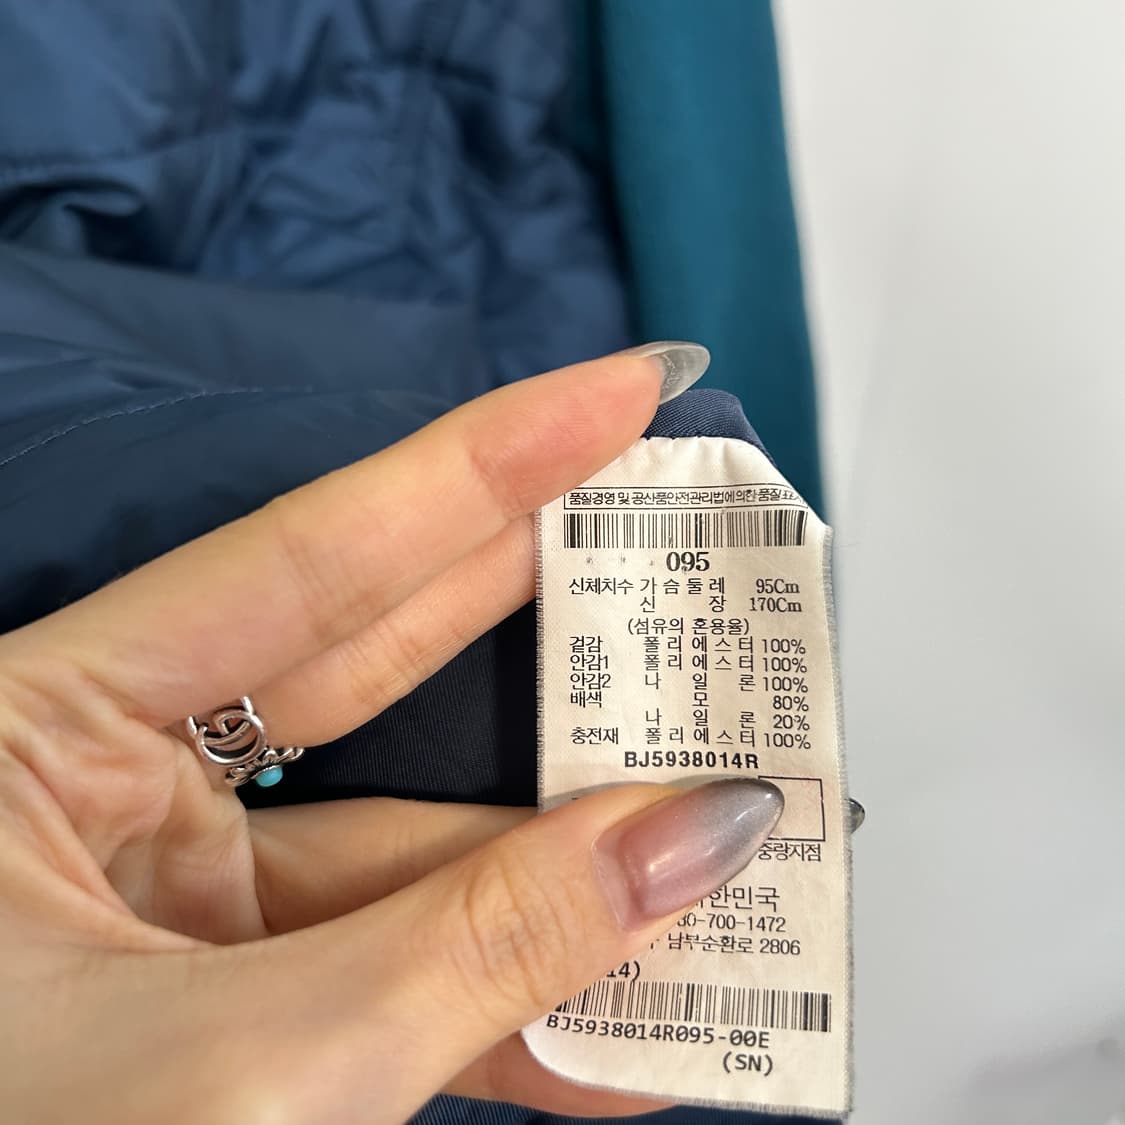 품질경영 및 공산품안전관리법에의한 품질표시
095
신체치수 가슴둘레 95Cm
신장 170Cm
(섬유의 혼용율)
겉감 폴리에스터 100%
안감1 폴리에스터 100%
안감2 나일론 100%
배색 모 80%
나일론 20%
충전재 폴리에스터 100%
BJ5938014R
중랑지점
한민국
80-700-1472
남부순환로 2806
14)
BJ5938014R095-00E
(SN)